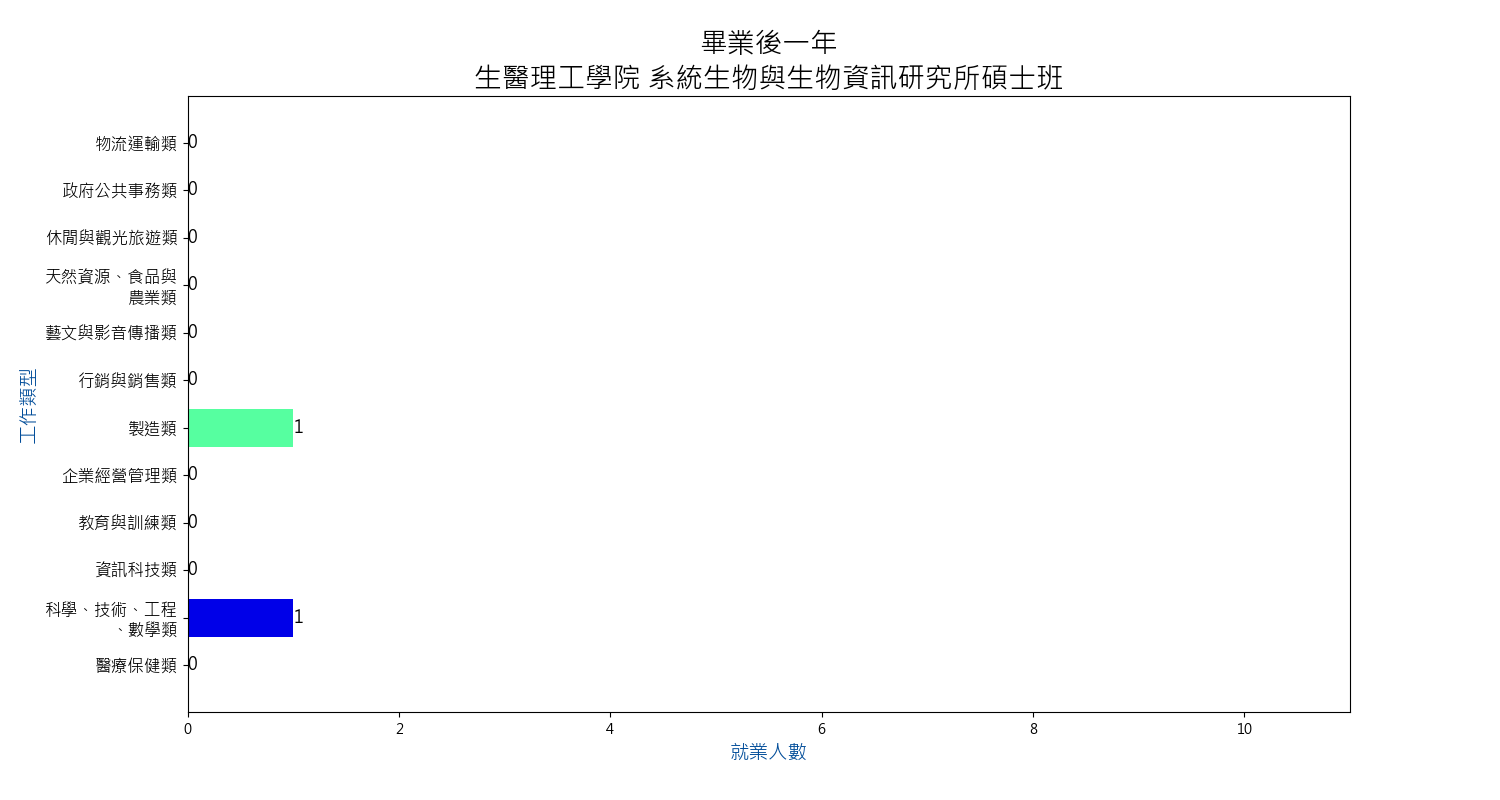 畢業後一年
生醫理工學院 系統生物與生物資訊研究所碩士班
工作類型
物流運輸類 0
政府公共事務類 0
休閒與觀光旅遊類 0
天然資源、食品與
農業類 0
藝文與影音傳播類 0
行銷與銷售類 0
製造類 1
企業經營管理類 0
教育與訓練類 0
資訊科技類 0
科學、技術、工程
、數學類 1
醫療保健類 0
0 2 4 6 8 10
就業人數